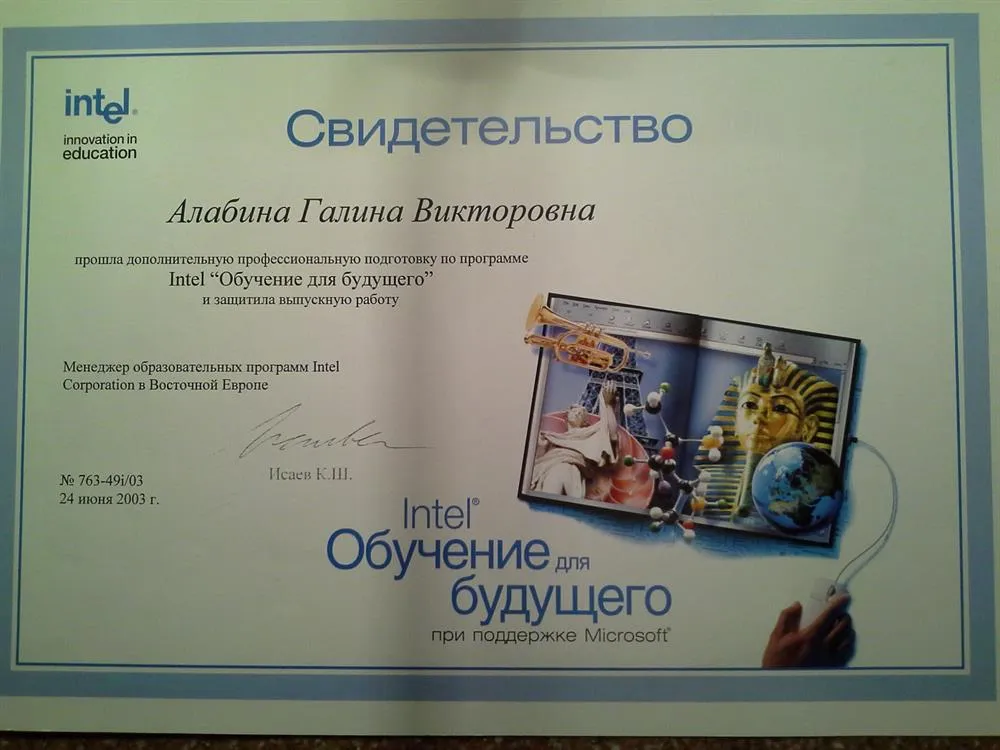 intel®
innovation in
education
Свидетельство
Алабина Галина Викторовна
прошла дополнительную профессиональную подготовку по программе
Intel “Обучение для будущего”
и защитила выпускную работу
Менеджер образовательных программ Intel
Corporation в Восточной Европе
Исаев К.Ш.
№ 763-49i/03
24 июня 2003 г.
Intel®
Обучение для
будущего
при поддержке Microsoft®